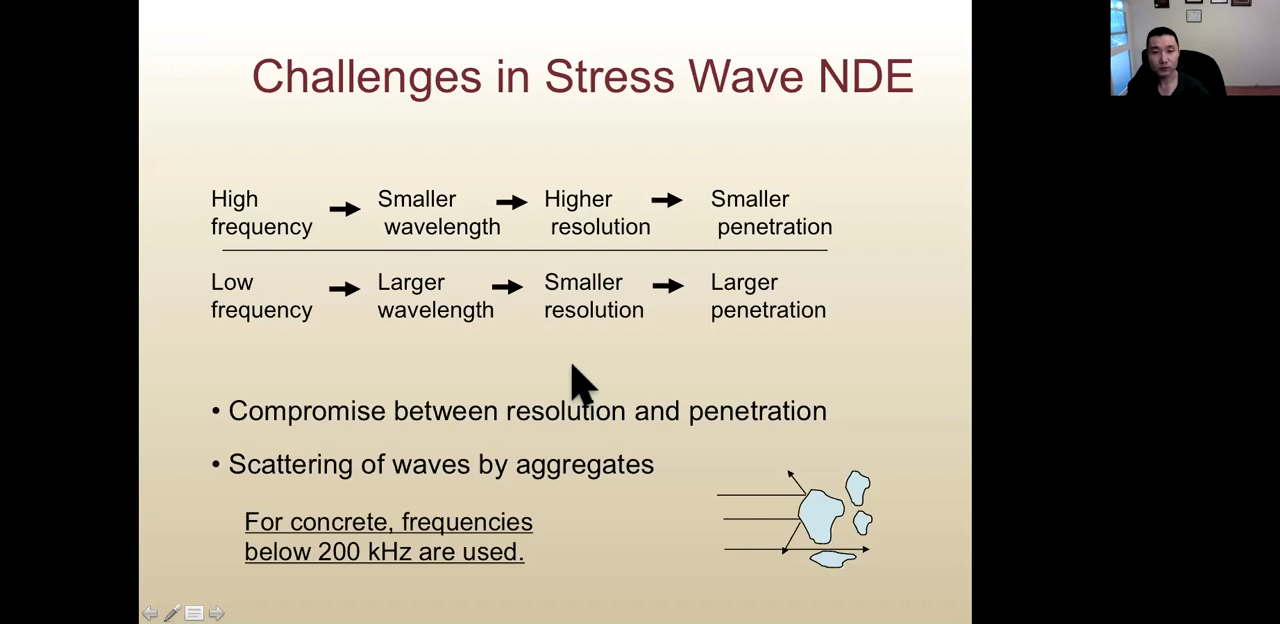 Challenges in Stress Wave NDE
High Smaller Higher Smaller
frequency wavelength resolution penetration
Low Larger Smaller Larger
frequency wavelength resolution penetration
• Compromise between resolution and penetration
• Scattering of waves by aggregates
For concrete, frequencies
below 200 kHz are used.